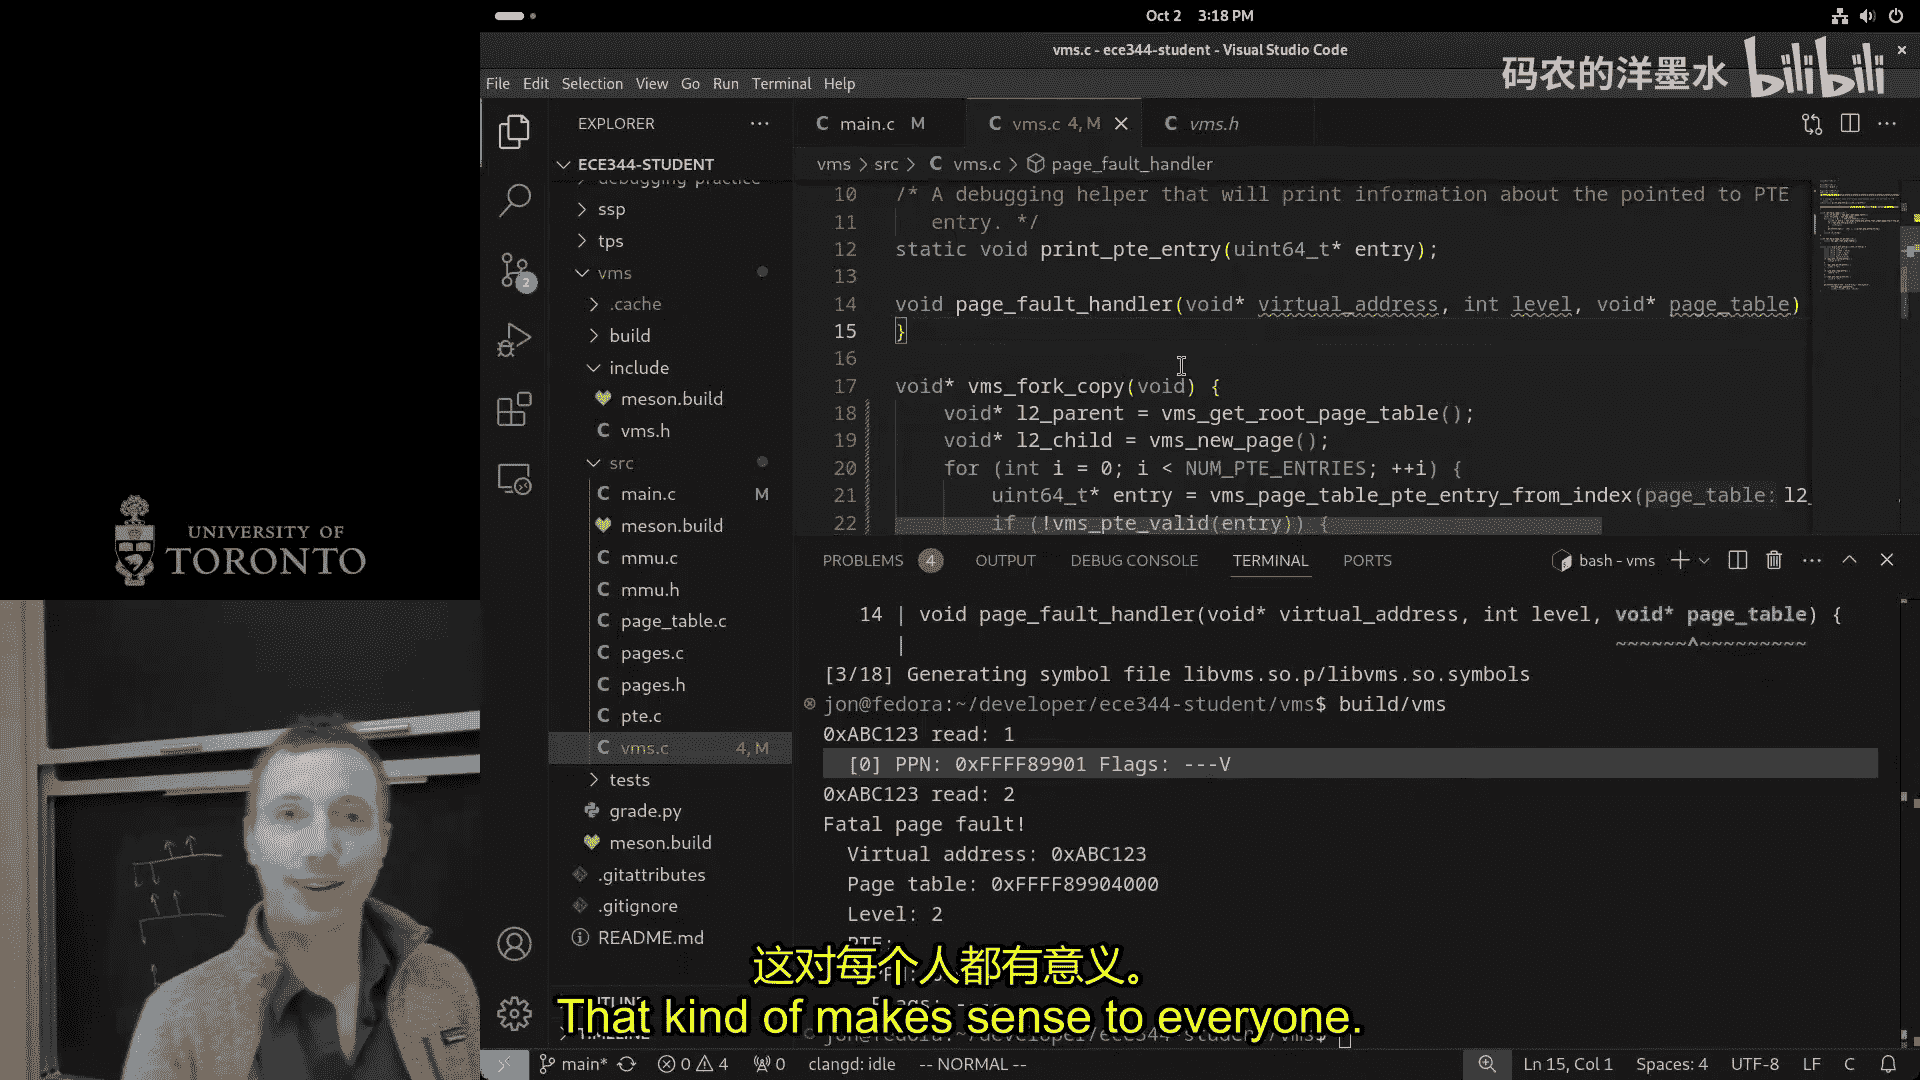 Oct 2 3:18 PM
vms.c - ece344-student - Visual Studio Code
码农的洋墨水 bilibili
File Edit Selection View Go Run Terminal Help
EXPLORER
main.c M
vms.c 4, M
vms.h
ECE344-STUDENT
vms > src > C vms.c > page_fault_handler
debugging-practice
ssp
tps
vms
.cache
build
include
meson.build
vms.h
src
main.c M
meson.build
mmu.c
mmu.h
page_table.c
pages.c
pages.h
pte.c
vms.c 4, M
tests
grade.py
meson.build
.gitattributes
.gitignore
README.md
2
10 /* A debugging helper that will print information about the pointed to PTE
11 entry. */
12 static void print_pte_entry(uint64_t* entry);
13
14 void page_fault_handler(void* virtual_address, int level, void* page_table)
15 }
16
17 void* vms_fork_copy(void) {
18 void* l2_parent = vms_get_root_page_table();
19 void* l2_child = vms_new_page();
20 for (int i = 0; i < NUM_PTE_ENTRIES; ++i) {
21 uint64_t* entry = vms_page_table_pte_entry_from_index(page_table: l2_
22 if (!vms_pte_valid(entry)) {
PROBLEMS 4 OUTPUT DEBUG CONSOLE TERMINAL PORTS
bash - vms
14 | void page_fault_handler(void* virtual_address, int level, void* page_table) {
| ~~~~~~^~~~~~~~~~
[3/18] Generating symbol file libvms.so.p/libvms.so.symbols
jon@fedora:~/developer/ece344-student/vms$ build/vms
0xABC123 read: 1
[0] PPN: 0xFFFF89901 Flags: ---V
0xABC123 read: 2
Fatal page fault!
Virtual address: 0xABC123
Page table: 0xFFFF89904000
Level: 2
PTE:
UNIVERSITY OF
TORONTO
这对每个人都有意义。
That kind of makes sense to everyone.
main* 0 4 0 clangd: idle -- NORMAL -- Ln 15, Col 1 Spaces: 4 UTF-8 LF C